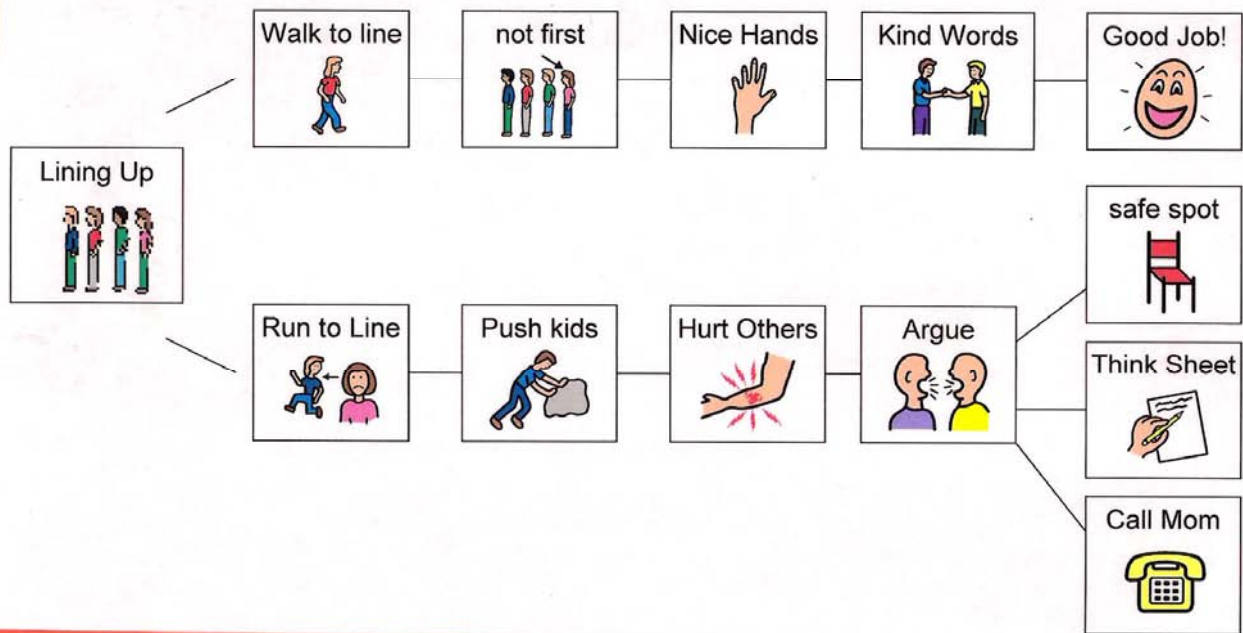 Lining Up
Walk to line
not first
Nice Hands
Kind Words
Good Job!
Run to Line
Push kids
Hurt Others
Argue
safe spot
Think Sheet
Call Mom